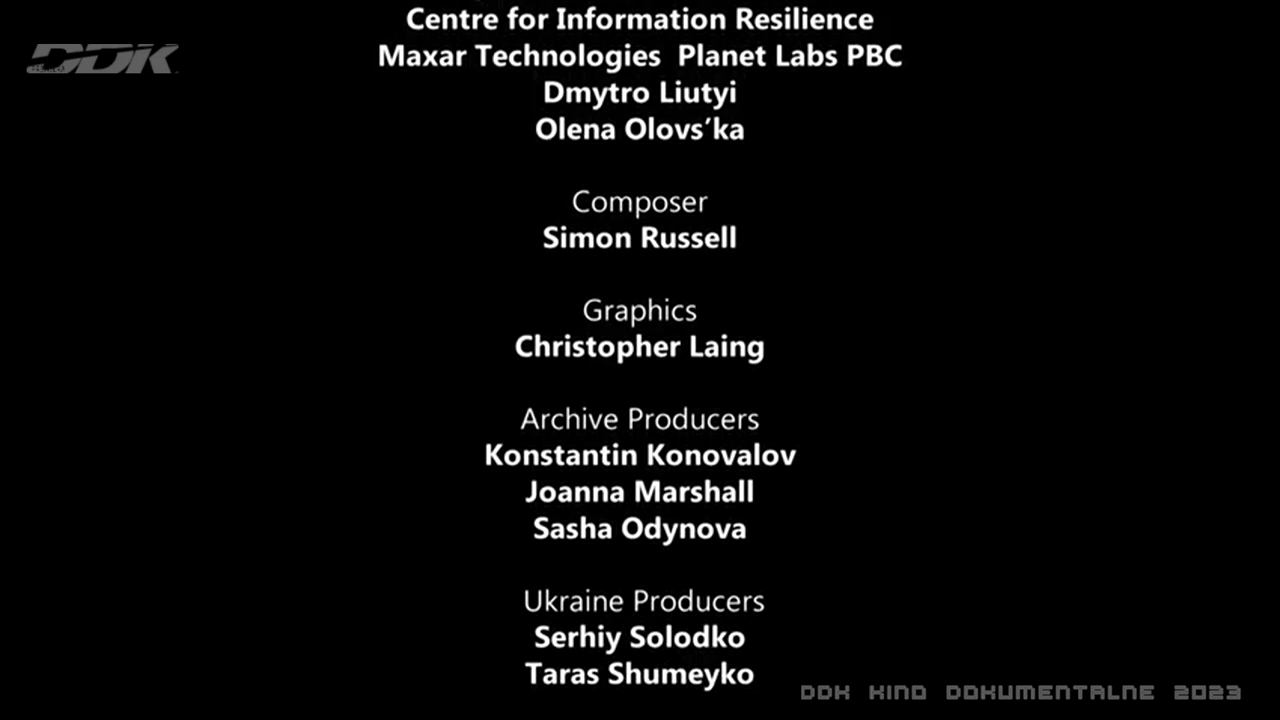 Centre for Information Resilience
DDK
Maxar Technologies Planet Labs PBC
Dmytro Liutyi
Olena Olovs’ka
Composer
Simon Russell
Graphics
Christopher Laing
Archive Producers
Konstantin Konovalov
Joanna Marshall
Sasha Odynova
Ukraine Producers
Serhiy Solodko
Taras Shumeyko
DDK KINO DOKUMENTALNE 2023